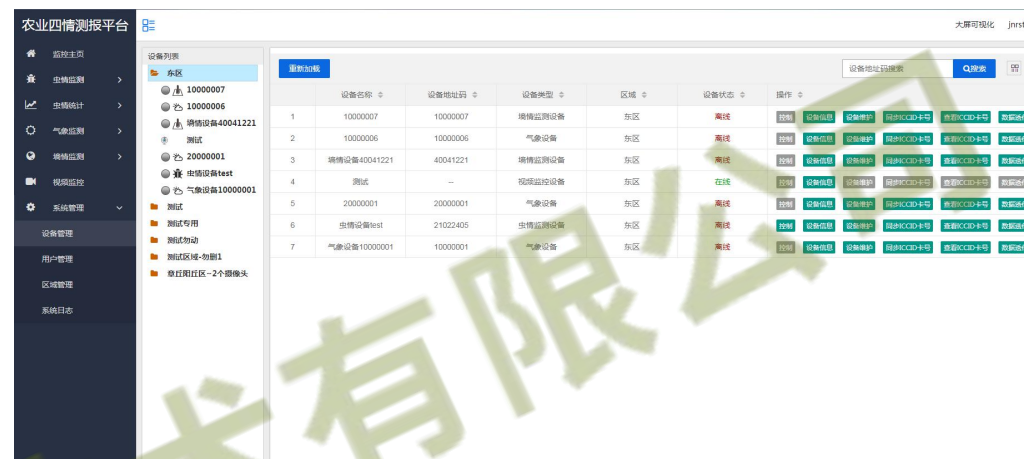 农业四情测报平台
大屏可视化 jnrst
监控主页
虫情监测
虫情统计
气象监测
墒情监测
视频监控
系统管理
设备管理
用户管理
区域管理
系统日志
设备列表
东区
10000007
10000006
墒情设备40041221
测试
20000001
虫情设备test
气象设备10000001
测试
测试专用
测试勿动
测试区域-勿删1
章丘阳丘区-2个摄像头
重新加载 设备地址码搜索 搜索
设备名称 设备地址码 设备类型 区域 设备状态 操作
1 10000007 10000007 墒情监测设备 东区 离线 控制 设备信息 设备维护 同步ICCID卡号 查看ICCID卡号
2 10000006 10000006 气象设备 东区 离线 控制 设备信息 设备维护 同步ICCID卡号 查看ICCID卡号
3 墒情设备40041221 40041221 墒情监测设备 东区 离线 控制 设备信息 设备维护 同步ICCID卡号 查看ICCID卡号
4 测试 -- 视频监控设备 东区 在线 控制 设备信息 设备维护 同步ICCID卡号 查看ICCID卡号
5 20000001 20000001 气象设备 东区 离线 控制 设备信息 设备维护 同步ICCID卡号 查看ICCID卡号
6 虫情设备test 21022405 虫情监测设备 东区 离线 控制 设备信息 设备维护 同步ICCID卡号 查看ICCID卡号
7 气象设备10000001 10000001 气象设备 东区 离线 控制 设备信息 设备维护 同步ICCID卡号 查看ICCID卡号
术有限公司